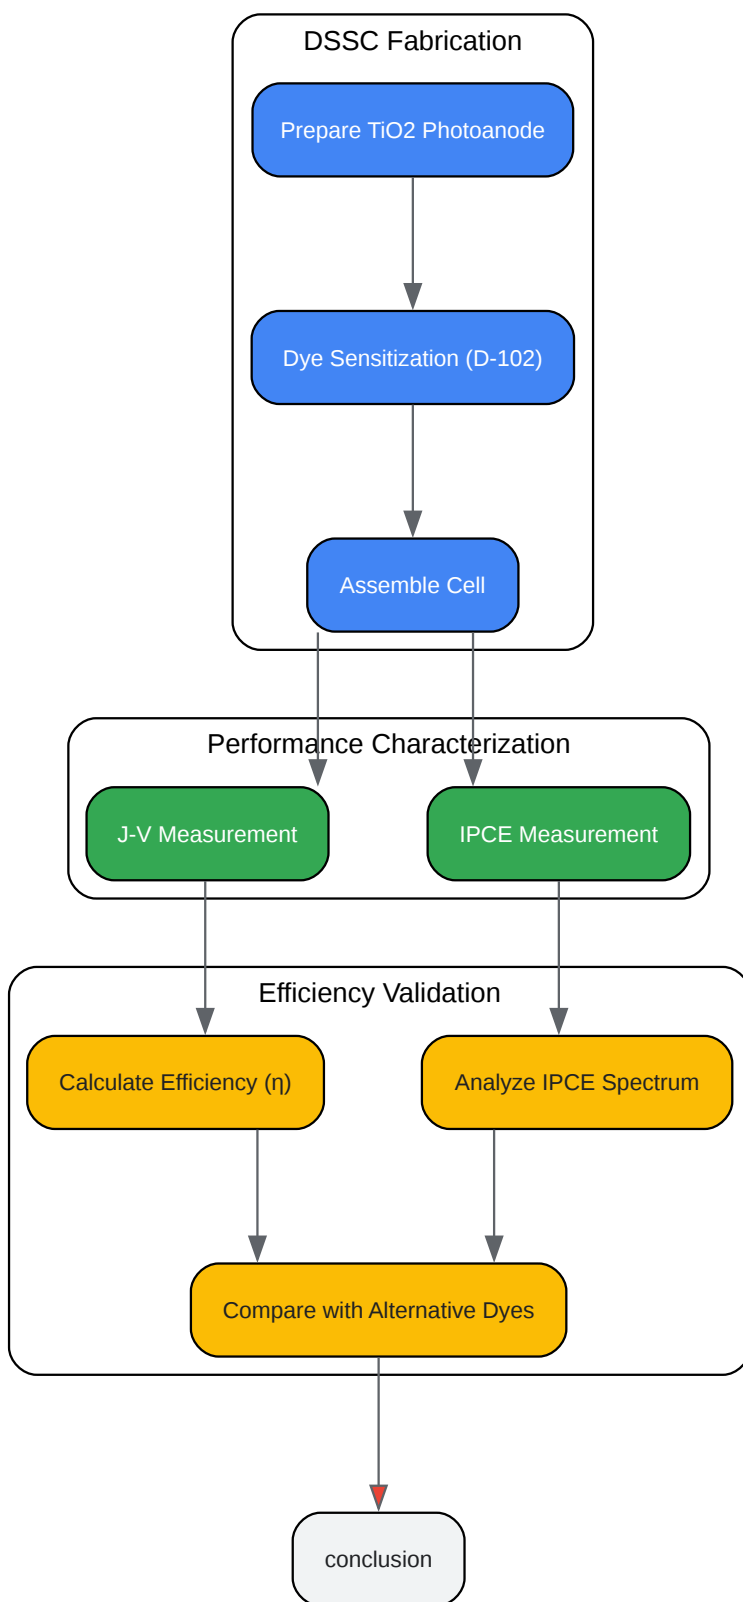 DSSC Fabrication
Prepare TiO2 Photoanode
Dye Sensitization (D-102)
Assemble Cell
Performance Characterization
J-V Measurement
IPCE Measurement
Efficiency Validation
Calculate Efficiency (η)
Analyze IPCE Spectrum
Compare with Alternative Dyes
conclusion